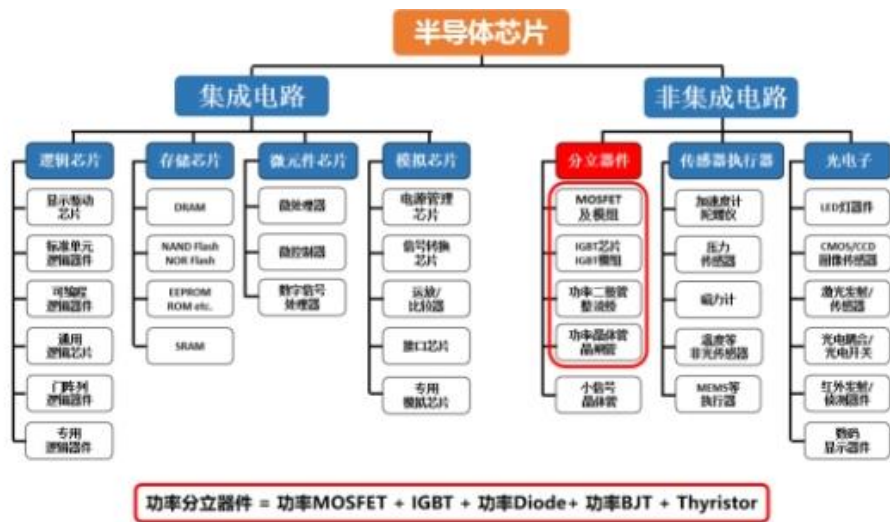 半导体芯片
集成电路
非集成电路
逻辑芯片
存储芯片
微元件芯片
模拟芯片
分立器件
传感器执行器
光电子
显示驱动
芯片
标准单元
逻辑器件
可编程
逻辑器件
通用
逻辑芯片
门阵列
逻辑器件
专用
逻辑器件
DRAM
NAND Flash
NOR Flash
EEPROM
ROM etc.
SRAM
微处理器
微控制器
数字信号
处理器
电源管理
芯片
信号转换
芯片
运放/
比较器
接口芯片
专用
模拟芯片
MOSFET
及模组
IGBT芯片
IGBT模组
功率二极管
整流桥
功率晶体管
晶闸管
小信号
晶体管
加速度计
陀螺仪
压力
传感器
磁力计
温度等
非光传感器
MEMS等
执行器
LED灯器件
CMOS/CCD
图像传感器
激光发射/
传感器
光电耦合/
光电开关
红外发射/
侦测器件
数码
显示器件
功率分立器件 = 功率MOSFET + IGBT + 功率Diode+ 功率BJT + Thyristor